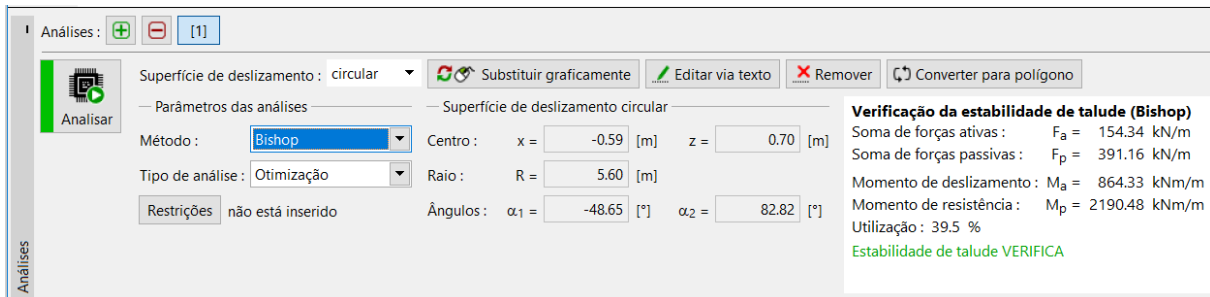 Análises : [1]
Analisar
Superfície de deslizamento : circular Substituir graficamente Editar via texto Remover Converter para polígono
Parâmetros das análises
Método : Bishop
Tipo de análise : Otimização
Restrições não está inserido
Superfície de deslizamento circular
Centro : x = -0.59 [m] z = 0.70 [m]
Raio : R = 5.60 [m]
Ângulos : α1 = -48.65 [°] α2 = 82.82 [°]
Verificação da estabilidade de talude (Bishop)
Soma de forças ativas : Fa = 154.34 kN/m
Soma de forças passivas : Fp = 391.16 kN/m
Momento de deslizamento : Ma = 864.33 kNm/m
Momento de resistência : Mp = 2190.48 kNm/m
Utilização : 39.5 %
Estabilidade de talude VERIFICA
Análises